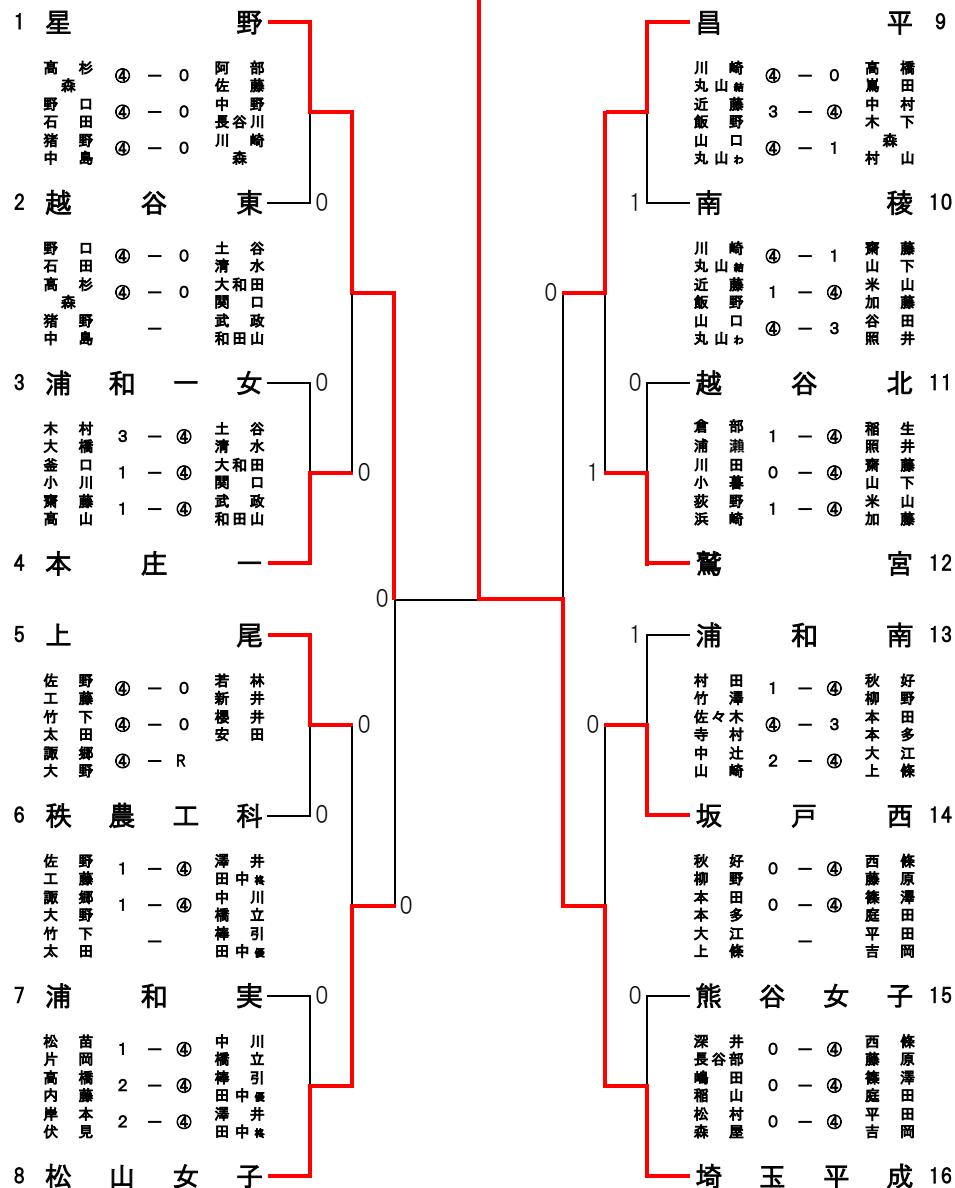 1 星野
高杉 ④ － 0 阿部
森 佐藤
野口 ④ － 0 中野
石田 長谷川
猪野 ④ － 0 川崎
中島 森
2 越谷東 0
野口 ④ － 0 土谷
石田 清水
高杉 ④ － 0 大和田
森 関口
猪野 － 武政
中島 和田山
3 浦和一女 0
木村 3 － ④ 土谷
大橋 清水
釜口 1 － ④ 大和田
小川 関口
齋藤 1 － ④ 武政
高山 和田山
0
4 本庄一
0
5 上尾
佐野 ④ － 0 若林
工藤 新井
竹下 ④ － 0 櫻井
太田 安田
諏郷 ④ － R
大野
0
6 秩農工科 0
佐野 1 － ④ 澤井
工藤 田中
諏郷 1 － ④ 中川
大野 橋立
竹下 － 棒引
太田 田中優
0
7 浦和実 0
松苗 1 － ④ 中川
片岡 橋立
高橋 2 － ④ 棒引
内藤 田中優
岸本 2 － ④ 澤井
伏見 田中
8 松山女子
昌平 9
川崎 ④ － 0 高橋
丸山結 嶌田
近藤 3 － ④ 中村
飯野 木下
山口 ④ － 1 森
丸山わ 村山
1 南稜 10
川崎 ④ － 1 齋藤
丸山結 山下
近藤 1 － ④ 米山
飯野 加藤
山口 ④ － 3 谷田
丸山わ 照井
0
0 越谷北 11
倉部 1 － ④ 稲生
浦瀬 照井
川田 0 － ④ 齋藤
小暮 山下
荻野 1 － ④ 米山
浜崎 加藤
1
鷲宮 12
1 浦和南 13
村田 1 － ④ 秋好
竹澤 柳野
佐々木 ④ － 3 本田
寺村 本多
中辻 2 － ④ 大江
山崎 上條
0
坂戸西 14
秋好 0 － ④ 西條
柳野 藤原
本田 0 － ④ 篠澤
本多 庭田
大江 － 平田
上條 吉岡
0 熊谷女子 15
深井 0 － ④ 西條
長谷部 藤原
嶋田 0 － ④ 篠澤
稲山 庭田
松村 0 － ④ 平田
森屋 吉岡
埼玉平成 16